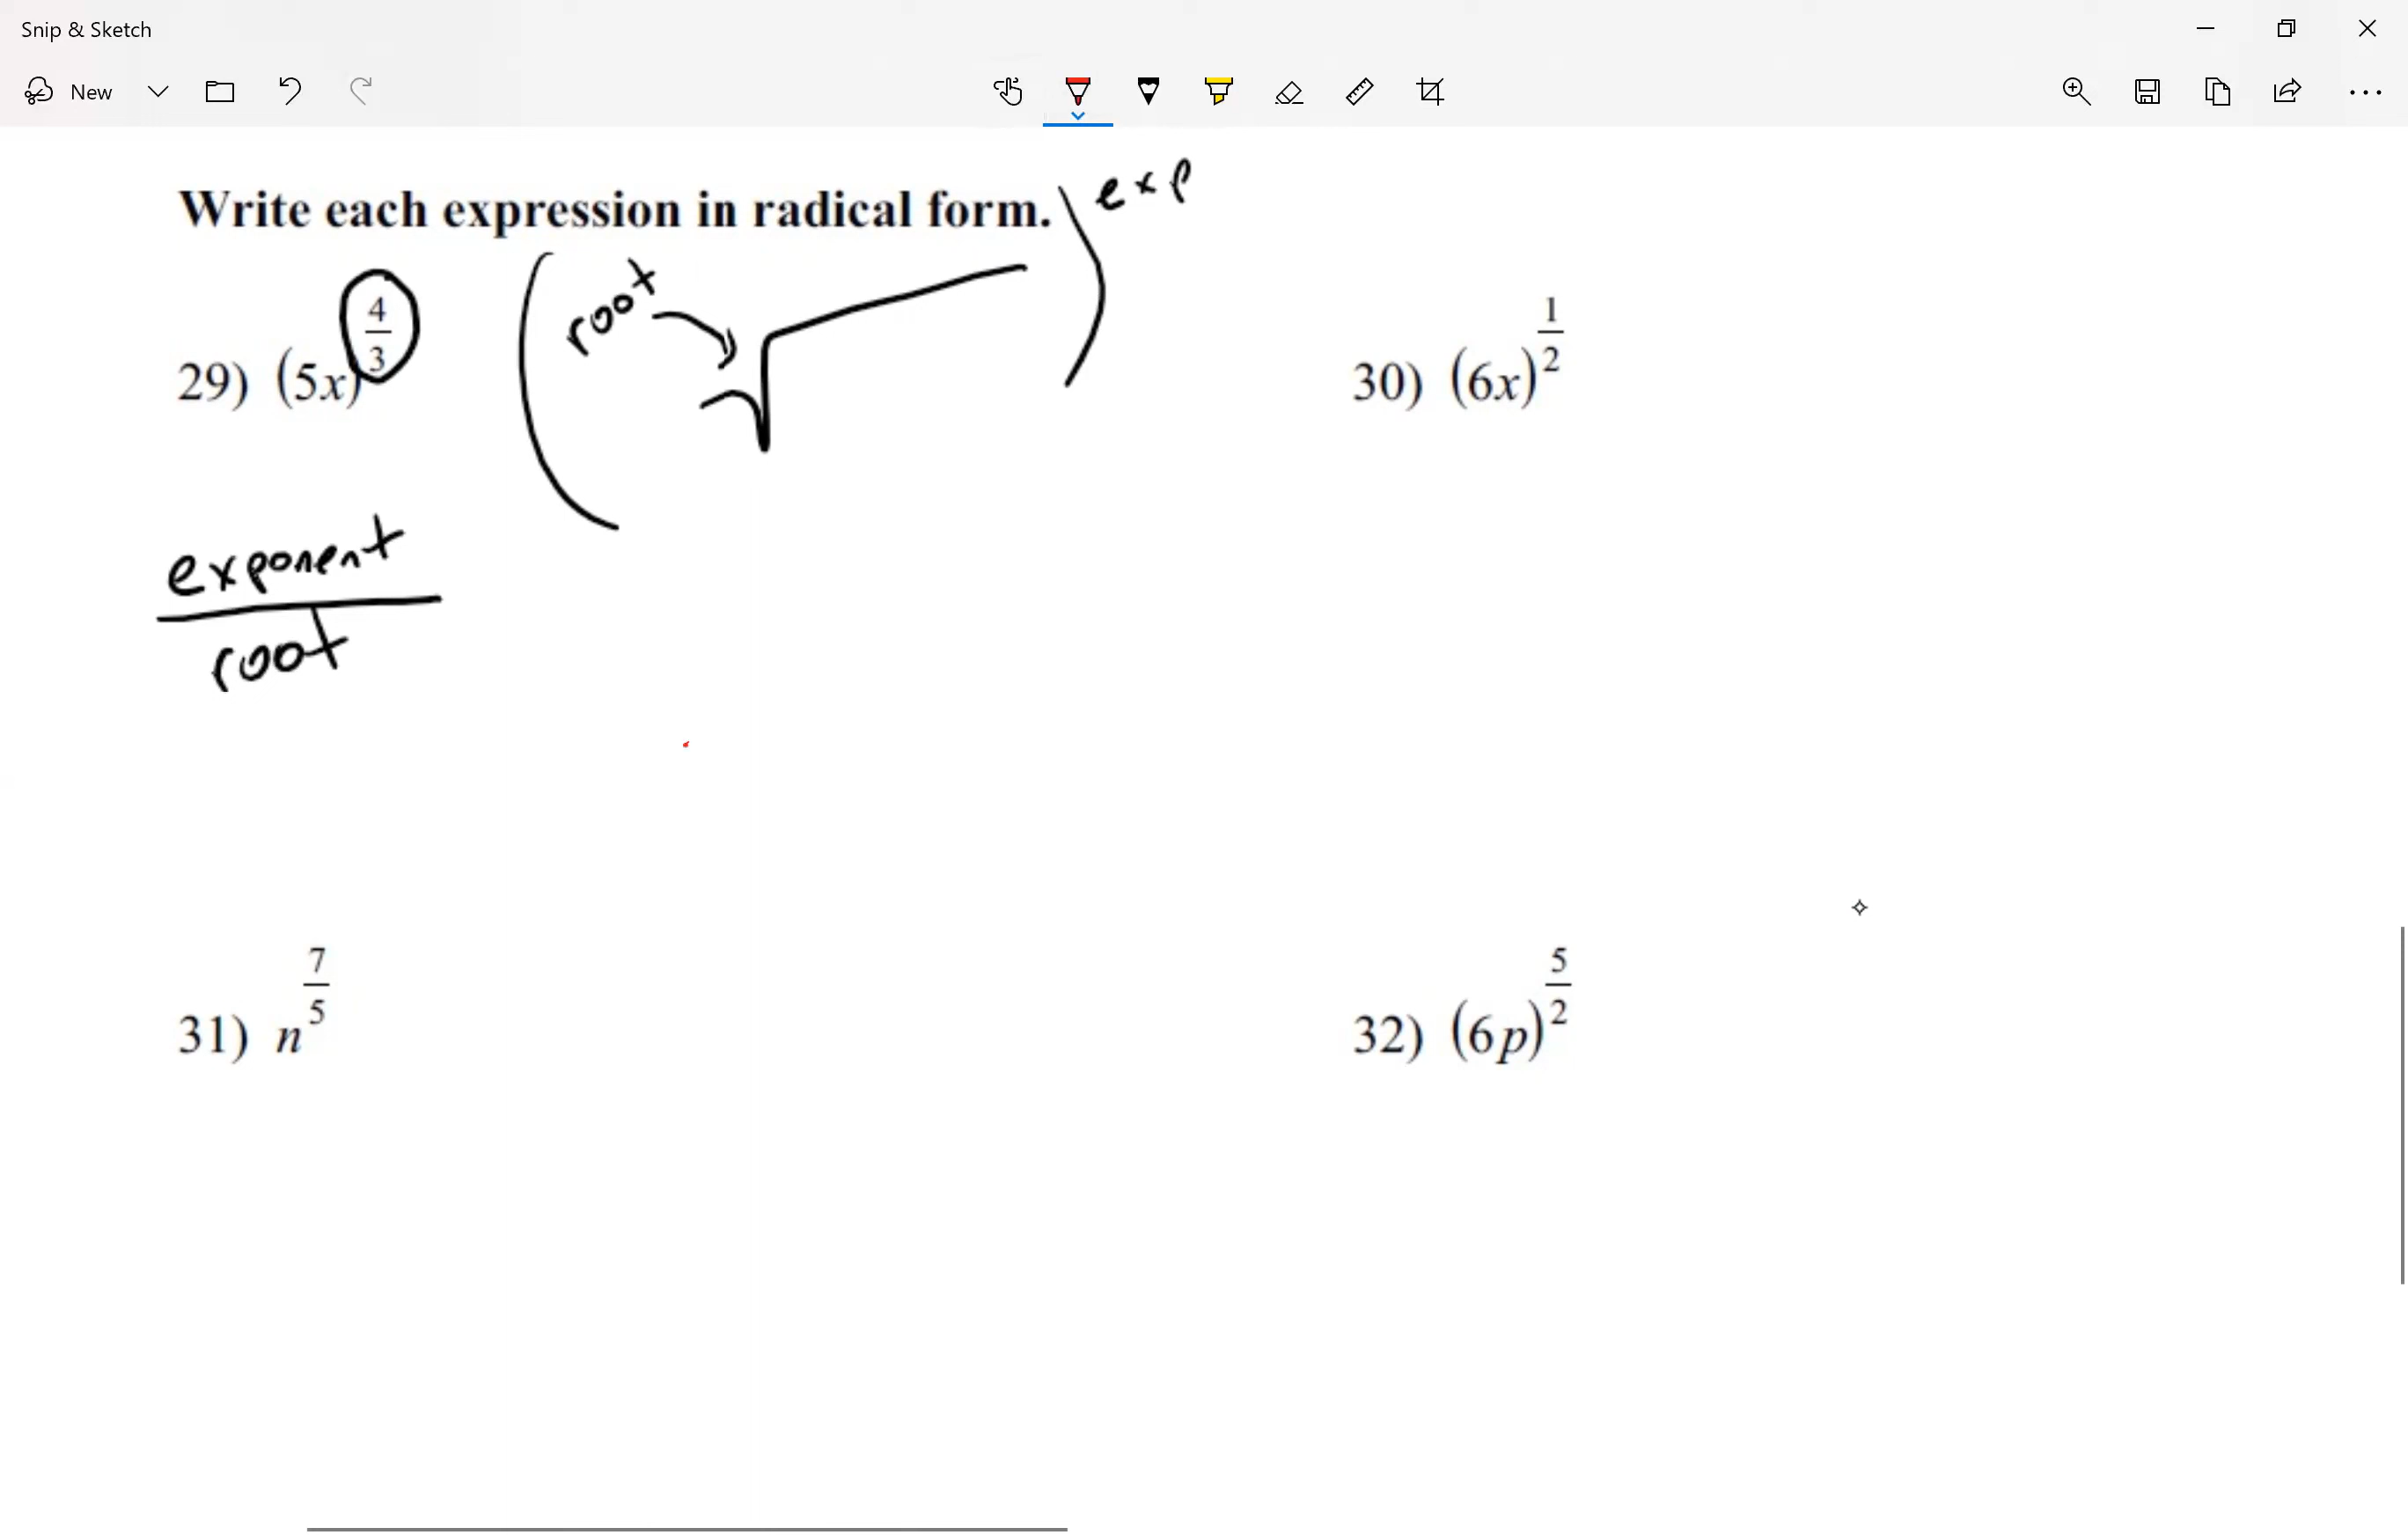 Snip & Sketch
New
Write each expression in radical form.
exp
root
29) (5x)^(4/3)
30) (6x)^(1/2)
exponent
root
31) n^(7/5)
32) (6p)^(5/2)